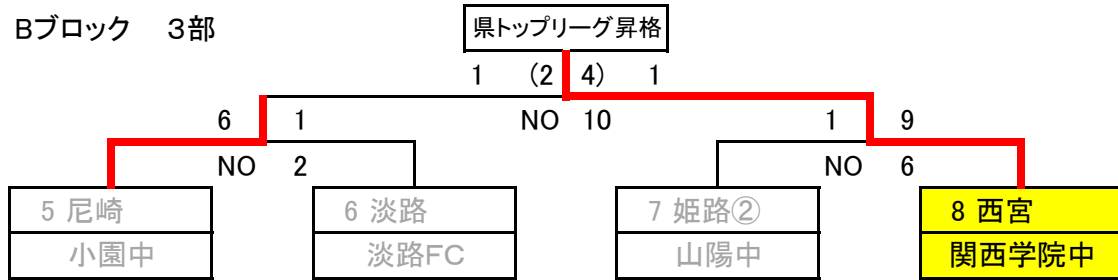 Bブロック　3部
県トップリーグ昇格
1 (2 4) 1
6 1 NO 10 1 9
NO 2 NO 6
5 尼崎 6 淡路 7 姫路② 8 西宮
小園中 淡路FC 山陽中 関西学院中